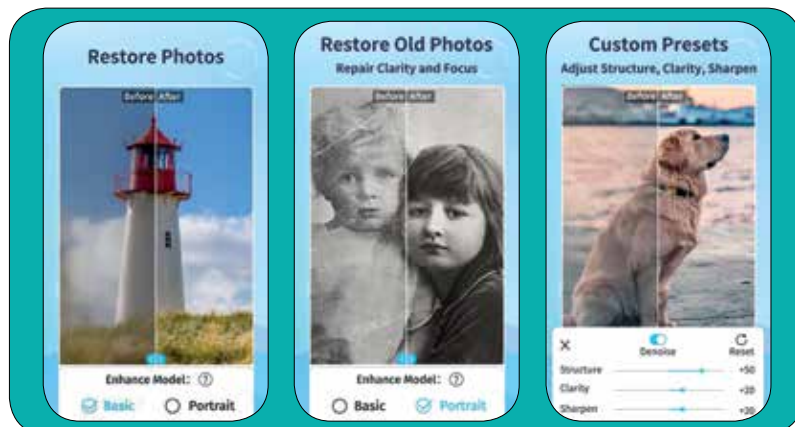 Restore Photos
Before After
Enhance Model: ?
Basic Portrait
Restore Old Photos
Repair Clarity and Focus
Before After
Enhance Model: ?
Basic Portrait
Custom Presets
Adjust Structure, Clarity, Sharpen
Before After
Denoise Reset
Structure +50
Clarity +20
Sharpen +20